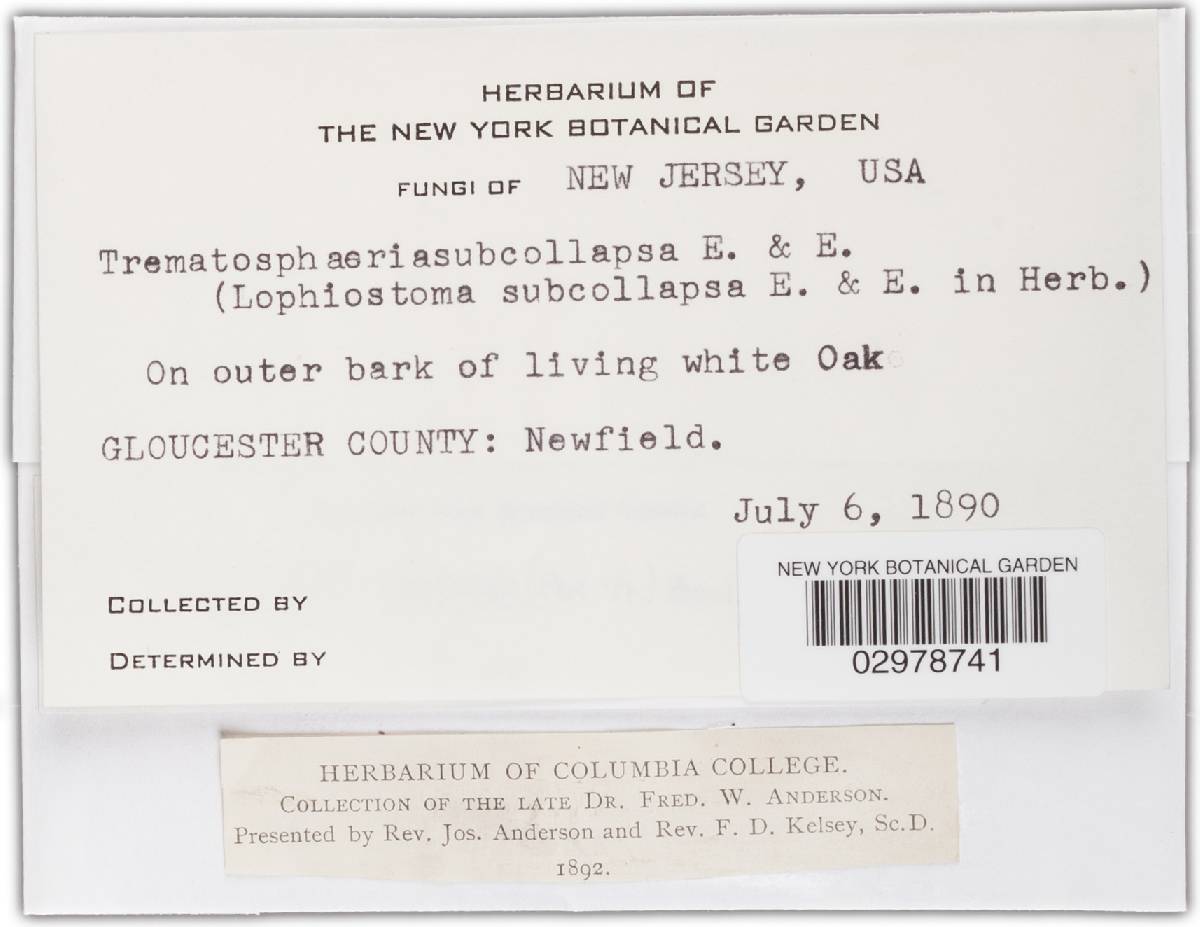 HERBARIUM OF
THE NEW YORK BOTANICAL GARDEN
FUNGI OF NEW JERSEY, USA
Trematosphaeriasubcollapsa E. & E.
(Lophiostoma subcollapsa E. & E. in Herb.)
On outer bark of living white Oak
GLOUCESTER COUNTY: Newfield.
July 6, 1890
NEW YORK BOTANICAL GARDEN
02978741
COLLECTED BY
DETERMINED BY
HERBARIUM OF COLUMBIA COLLEGE.
COLLECTION OF THE LATE DR. FRED. W. ANDERSON.
Presented by Rev. Jos. Anderson and Rev. F. D. Kelsey, Sc.D.
1892.